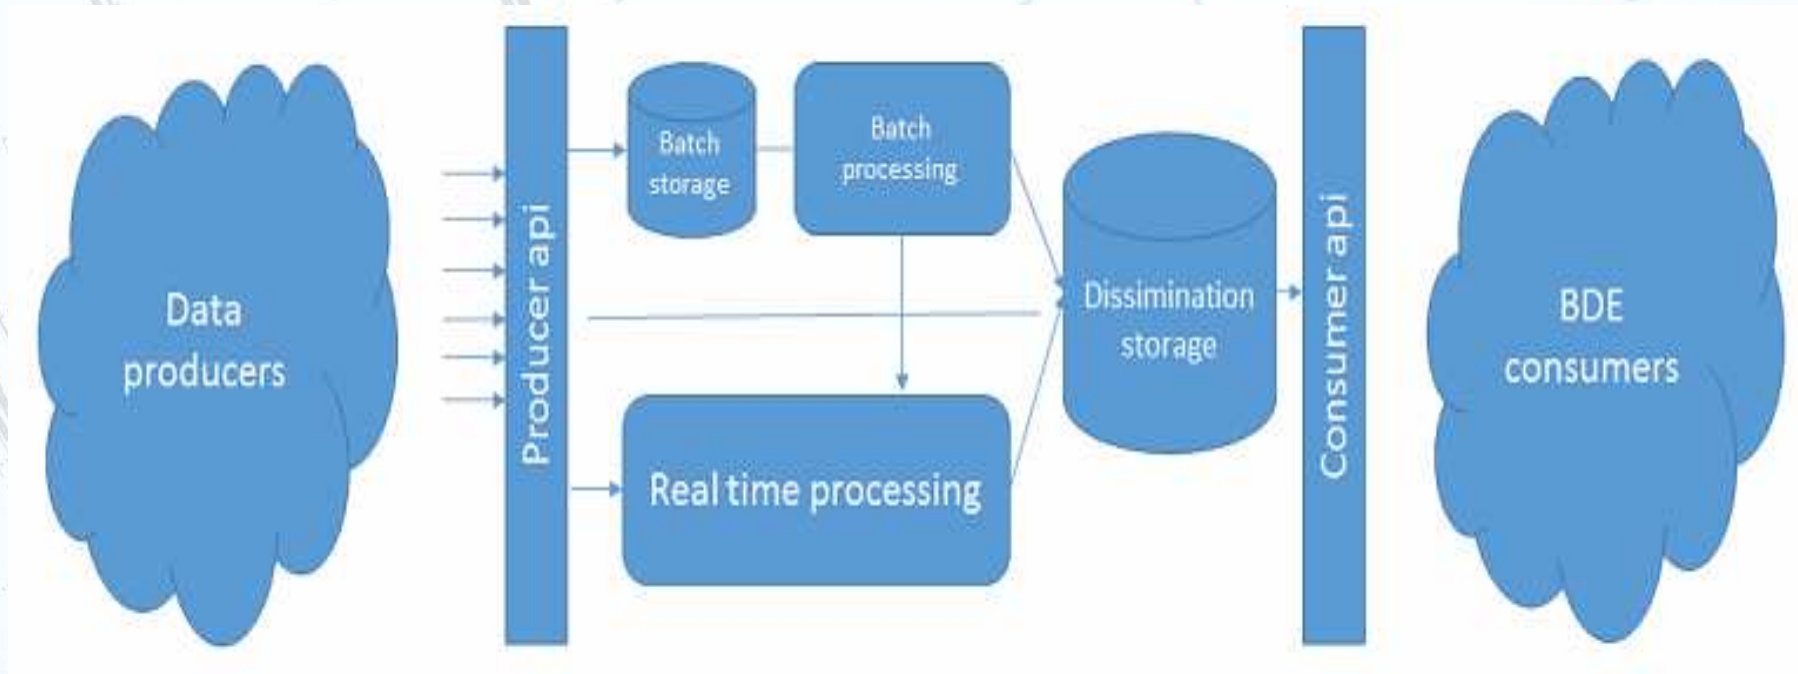 Data
producers
Producer api
Batch
storage
Batch
processing
Real time processing
Dissimination
storage
Consumer api
BDE
consumers